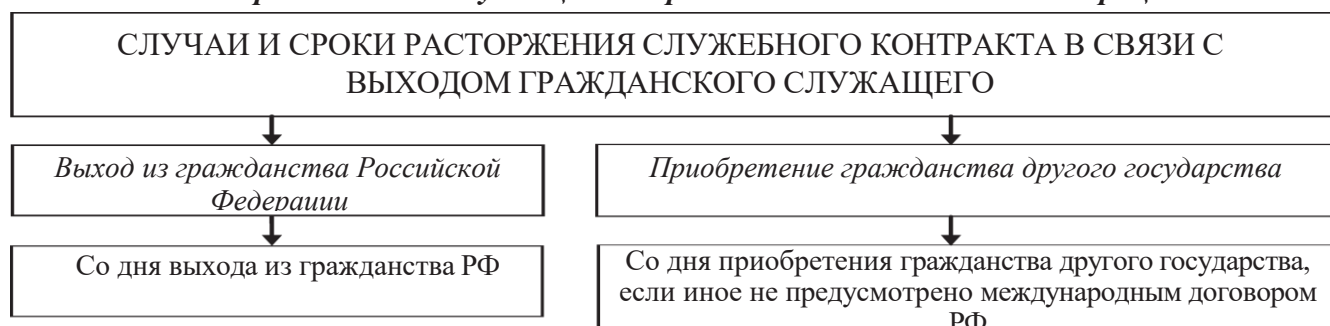 СЛУЧАИ И СРОКИ РАСТОРЖЕНИЯ СЛУЖЕБНОГО КОНТРАКТА В СВЯЗИ С
ВЫХОДОМ ГРАЖДАНСКОГО СЛУЖАЩЕГО
Выход из гражданства Российской
Федерации
Приобретение гражданства другого государства
Со дня выхода из гражданства РФ
Со дня приобретения гражданства другого государства,
если иное не предусмотрено международным договором
РФ